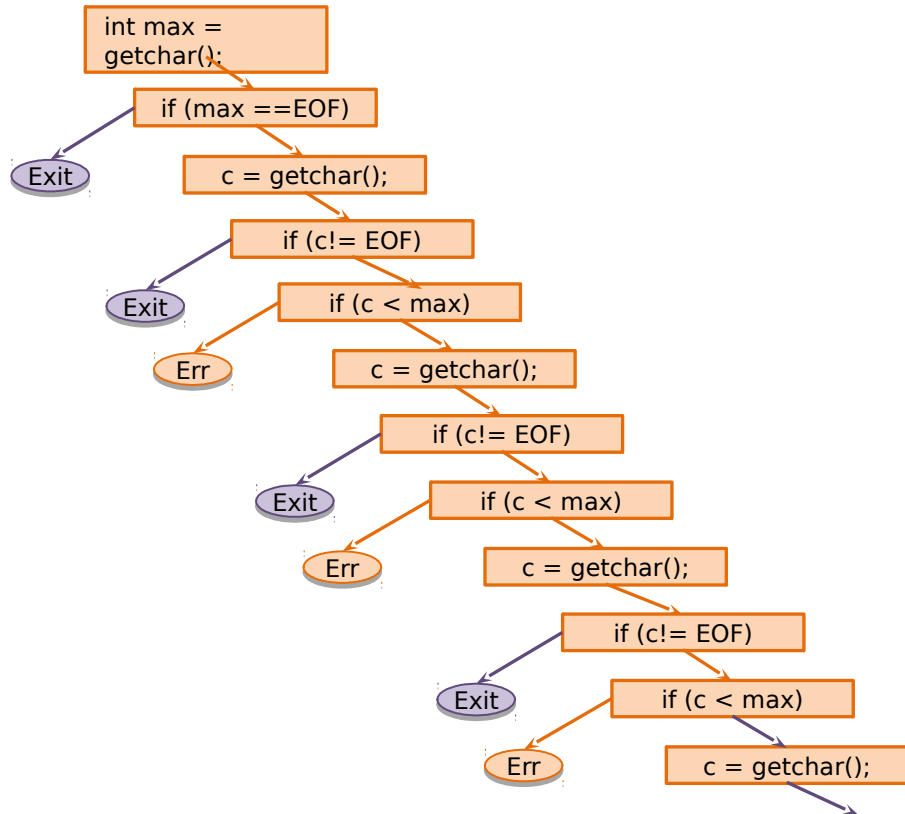 int max =
getchar();
if (max ==EOF)
Exit
c = getchar();
if (c!= EOF)
Exit
if (c < max)
Err
c = getchar();
if (c!= EOF)
Exit
if (c < max)
Err
c = getchar();
if (c!= EOF)
Exit
if (c < max)
Err
c = getchar();